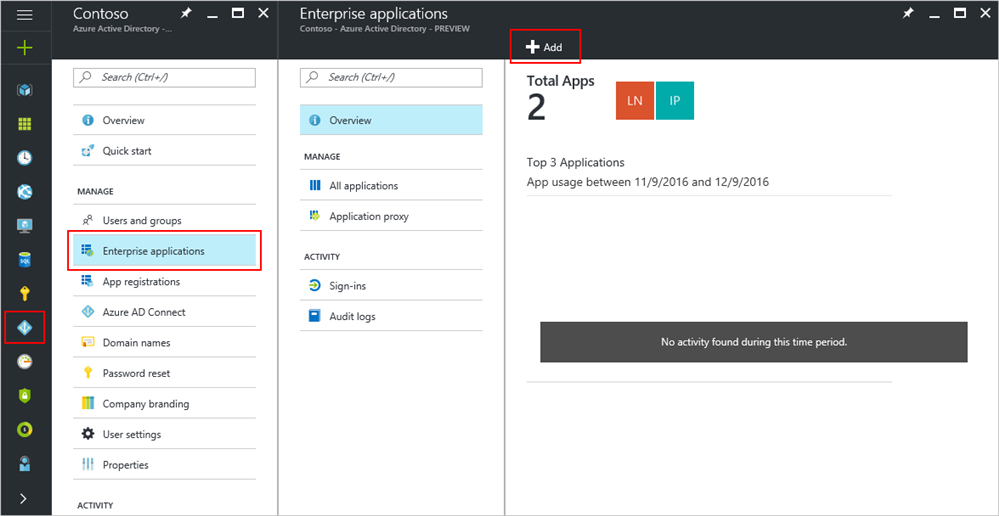 Contoso
Azure Active Directory -...
Search (Ctrl+/)
Overview
Quick start
MANAGE
Users and groups
Enterprise applications
App registrations
Azure AD Connect
Domain names
Password reset
Company branding
User settings
Properties
ACTIVITY
Enterprise applications
Contoso - Azure Active Directory - PREVIEW
Search (Ctrl+/)
Overview
MANAGE
All applications
Application proxy
ACTIVITY
Sign-ins
Audit logs
Add
Total Apps
2
LN IP
Top 3 Applications
App usage between 11/9/2016 and 12/9/2016
No activity found during this time period.
SQL